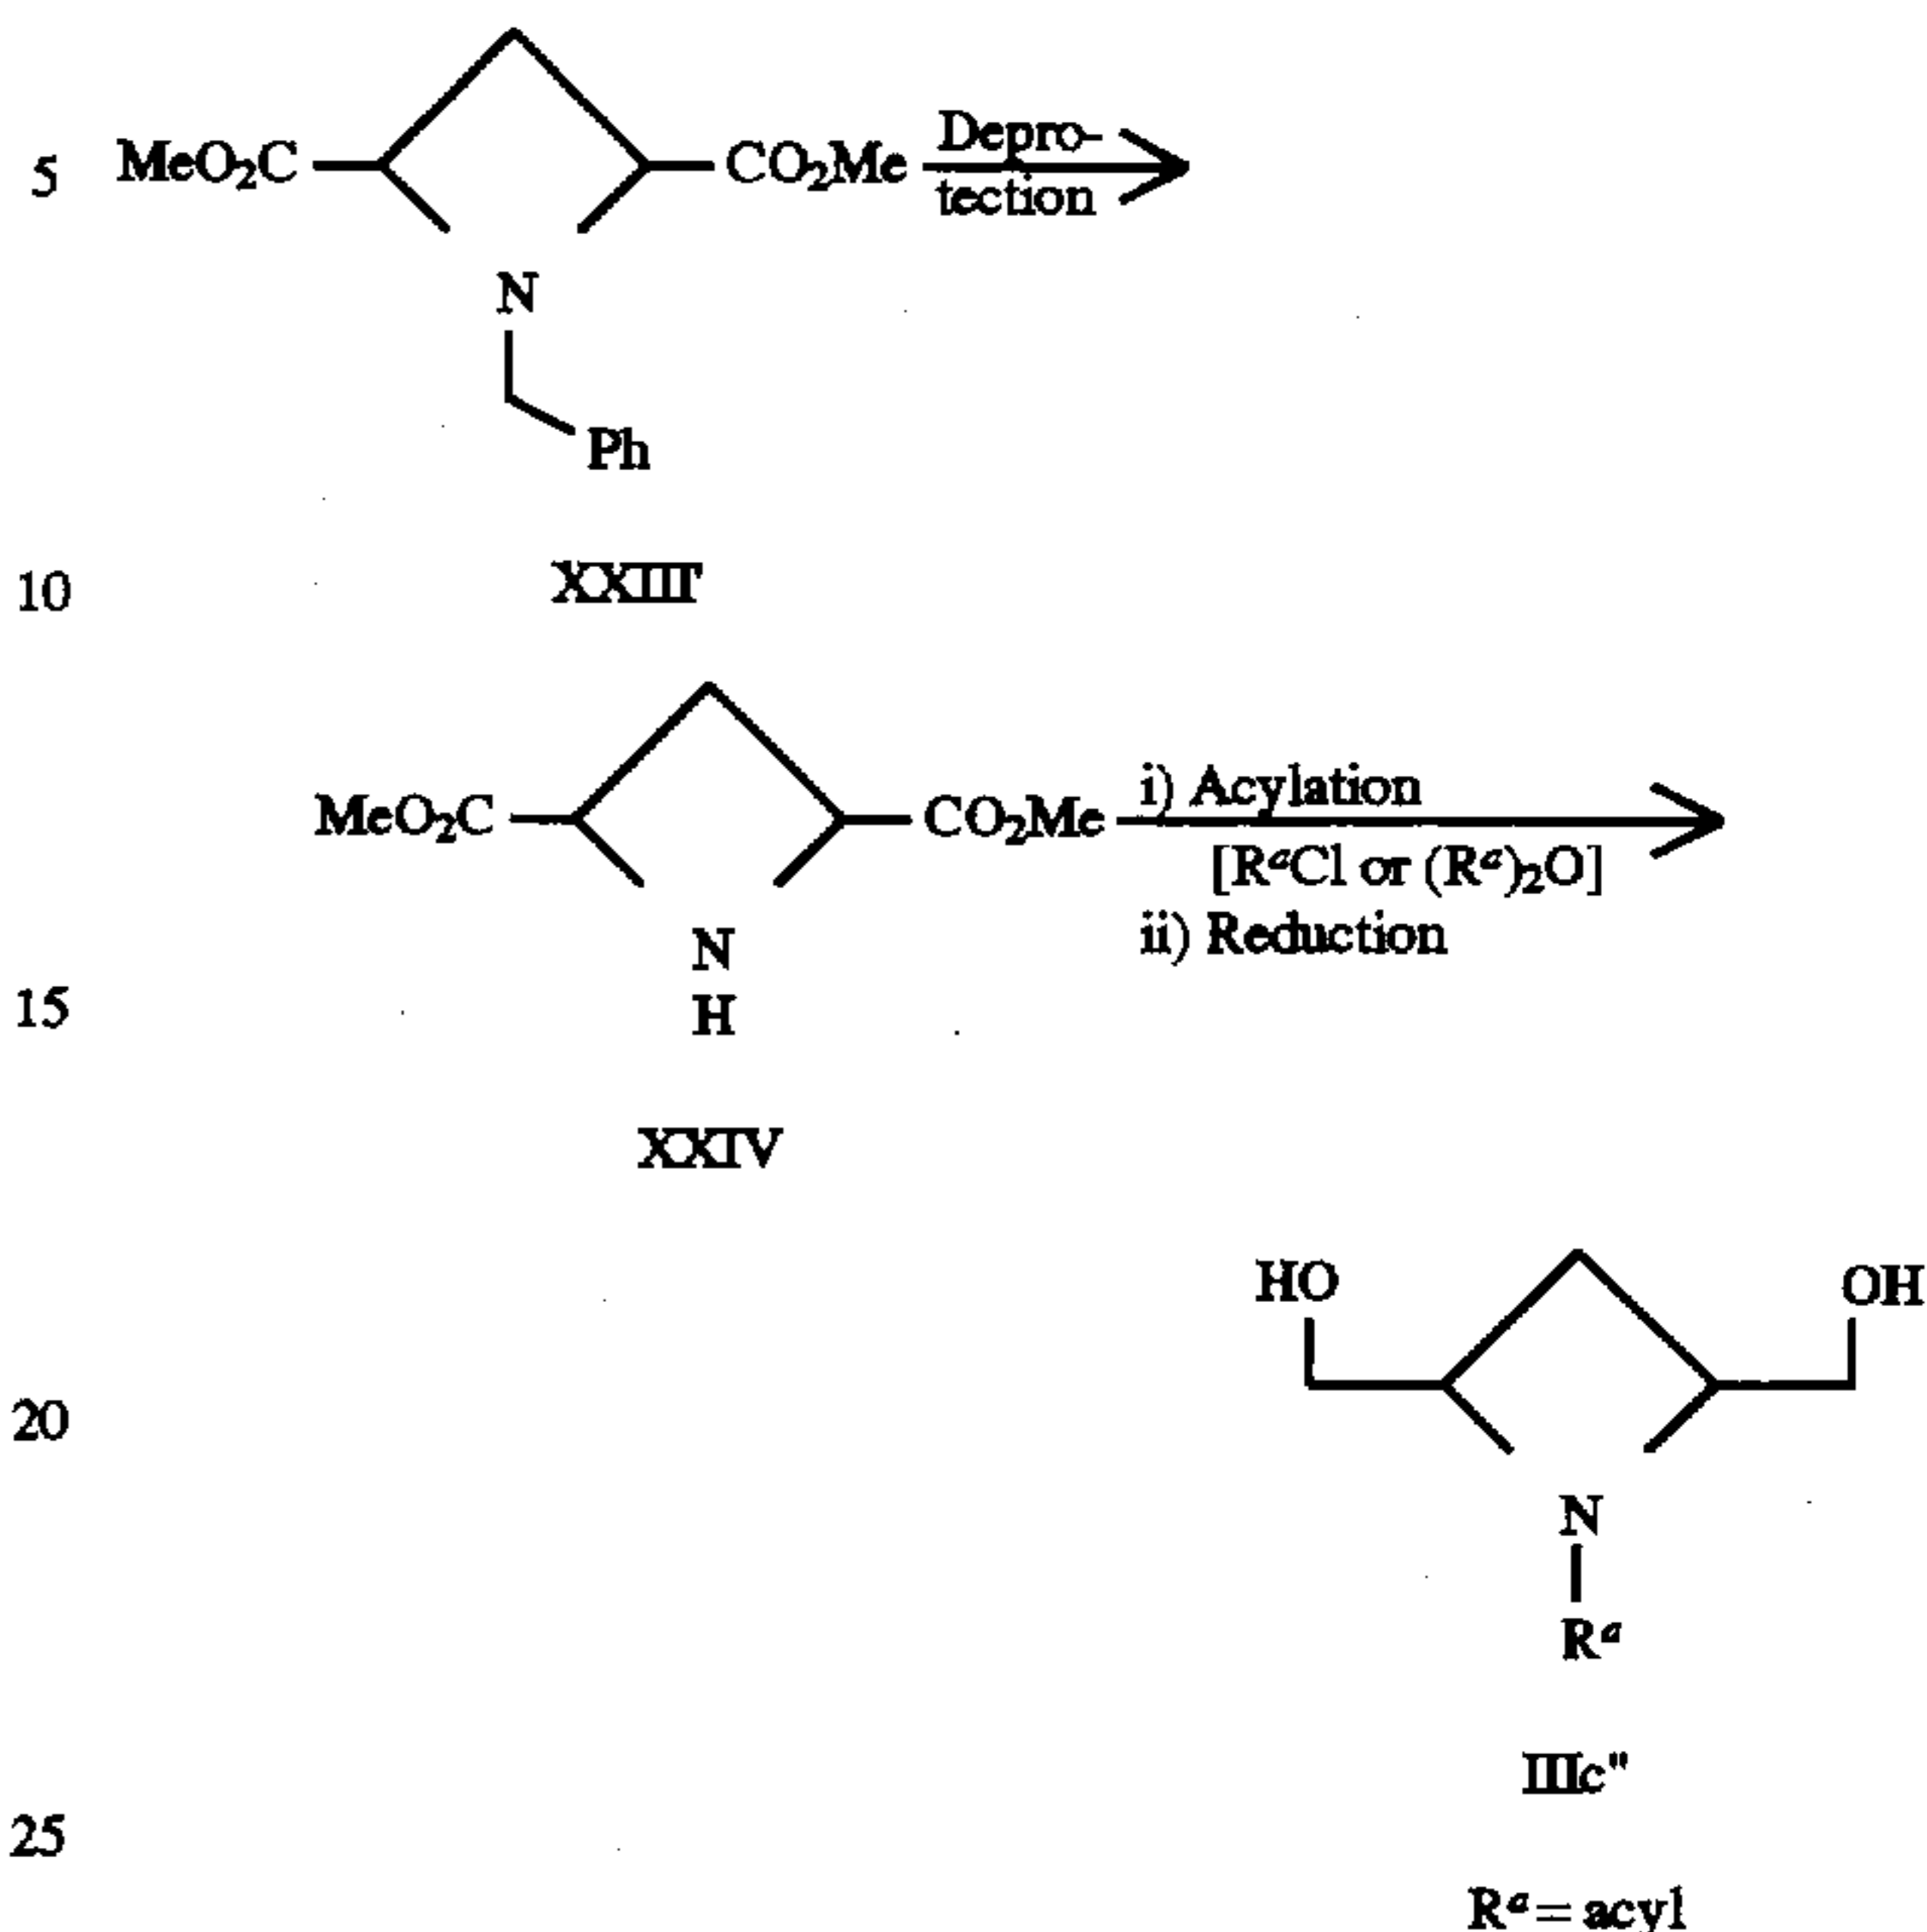 5 MeO₂C CO₂Me Depro-
tection
N
Ph
10 XXIII
MeO₂C CO₂Me i) Acylation
[RᵃCl or (Rᵃ)₂O]
ii) Reduction
N
15 H
XXIV
HO OH
20
N
Rᵃ
IIIc"
25
Rᵃ = acyl